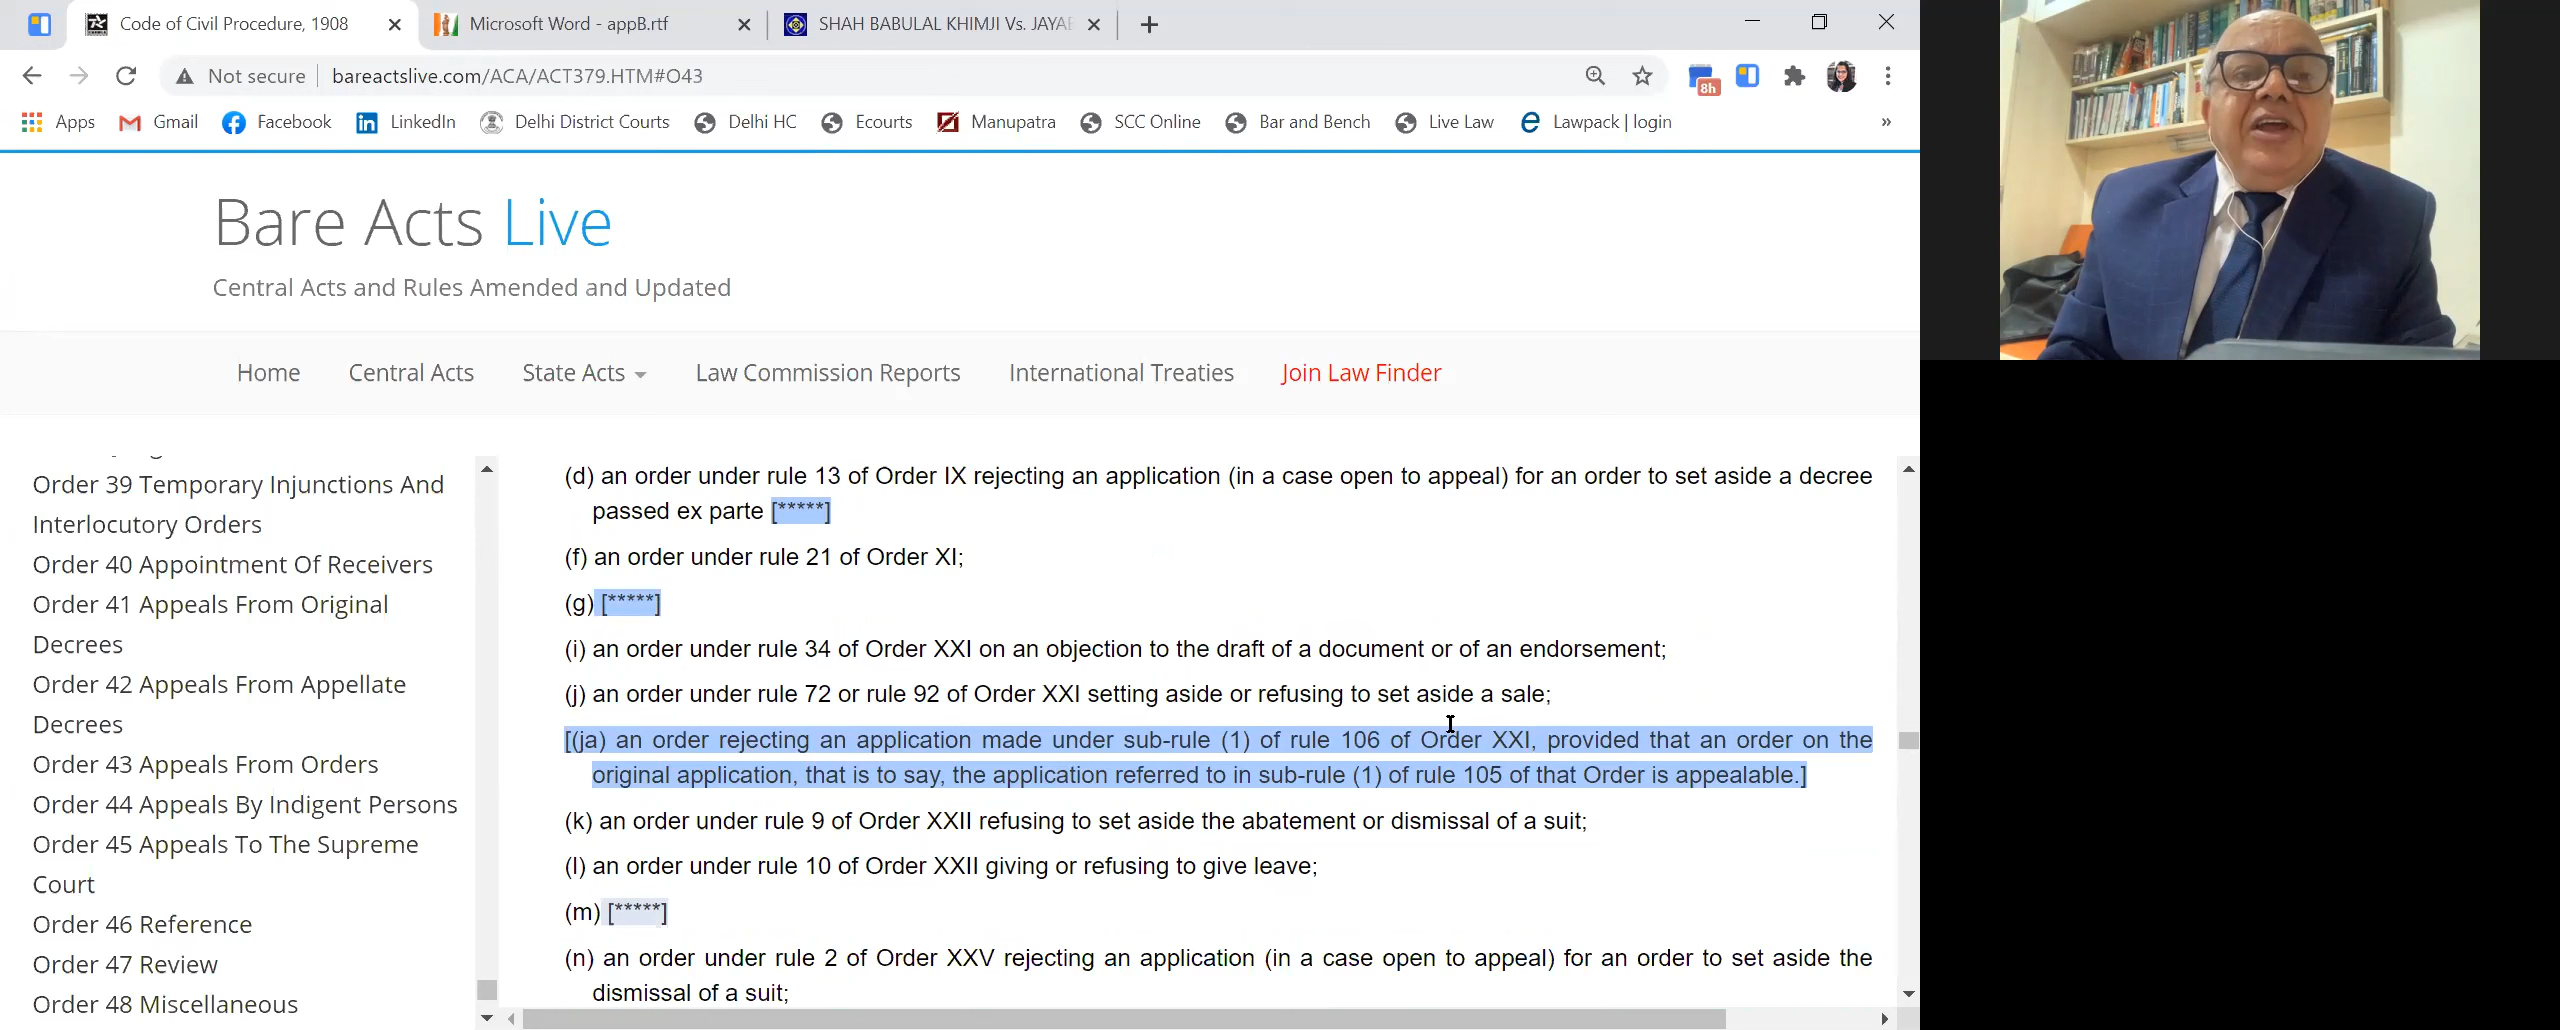 Code of Civil Procedure, 1908
Microsoft Word - appB.rtf
SHAH BABULAL KHIMJI Vs. JAYAB
Not secure
bareactslive.com/ACA/ACT379.HTM#O43
8h
Apps
Gmail
Facebook
LinkedIn
Delhi District Courts
Delhi HC
Ecourts
Manupatra
SCC Online
Bar and Bench
Live Law
Lawpack | login
»
Bare Acts Live
Central Acts and Rules Amended and Updated
Home
Central Acts
State Acts
Law Commission Reports
International Treaties
Join Law Finder
Order 39 Temporary Injunctions And
Interlocutory Orders
Order 40 Appointment Of Receivers
Order 41 Appeals From Original
Decrees
Order 42 Appeals From Appellate
Decrees
Order 43 Appeals From Orders
Order 44 Appeals By Indigent Persons
Order 45 Appeals To The Supreme
Court
Order 46 Reference
Order 47 Review
Order 48 Miscellaneous
(d) an order under rule 13 of Order IX rejecting an application (in a case open to appeal) for an order to set aside a decree
passed ex parte [*****]
(f) an order under rule 21 of Order XI;
(g) [*****]
(i) an order under rule 34 of Order XXI on an objection to the draft of a document or of an endorsement;
(j) an order under rule 72 or rule 92 of Order XXI setting aside or refusing to set aside a sale;
[(ja) an order rejecting an application made under sub-rule (1) of rule 106 of Order XXI, provided that an order on the
original application, that is to say, the application referred to in sub-rule (1) of rule 105 of that Order is appealable.]
(k) an order under rule 9 of Order XXII refusing to set aside the abatement or dismissal of a suit;
(l) an order under rule 10 of Order XXII giving or refusing to give leave;
(m) [*****]
(n) an order under rule 2 of Order XXV rejecting an application (in a case open to appeal) for an order to set aside the
dismissal of a suit;